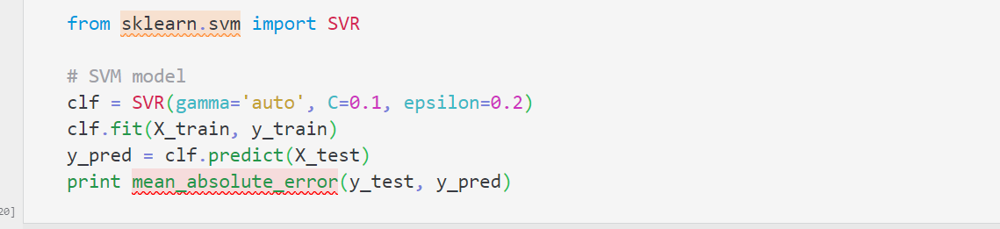 from sklearn.svm import SVR
# SVM model
clf = SVR(gamma='auto', C=0.1, epsilon=0.2)
clf.fit(X_train, y_train)
y_pred = clf.predict(X_test)
print mean_absolute_error(y_test, y_pred)
20]